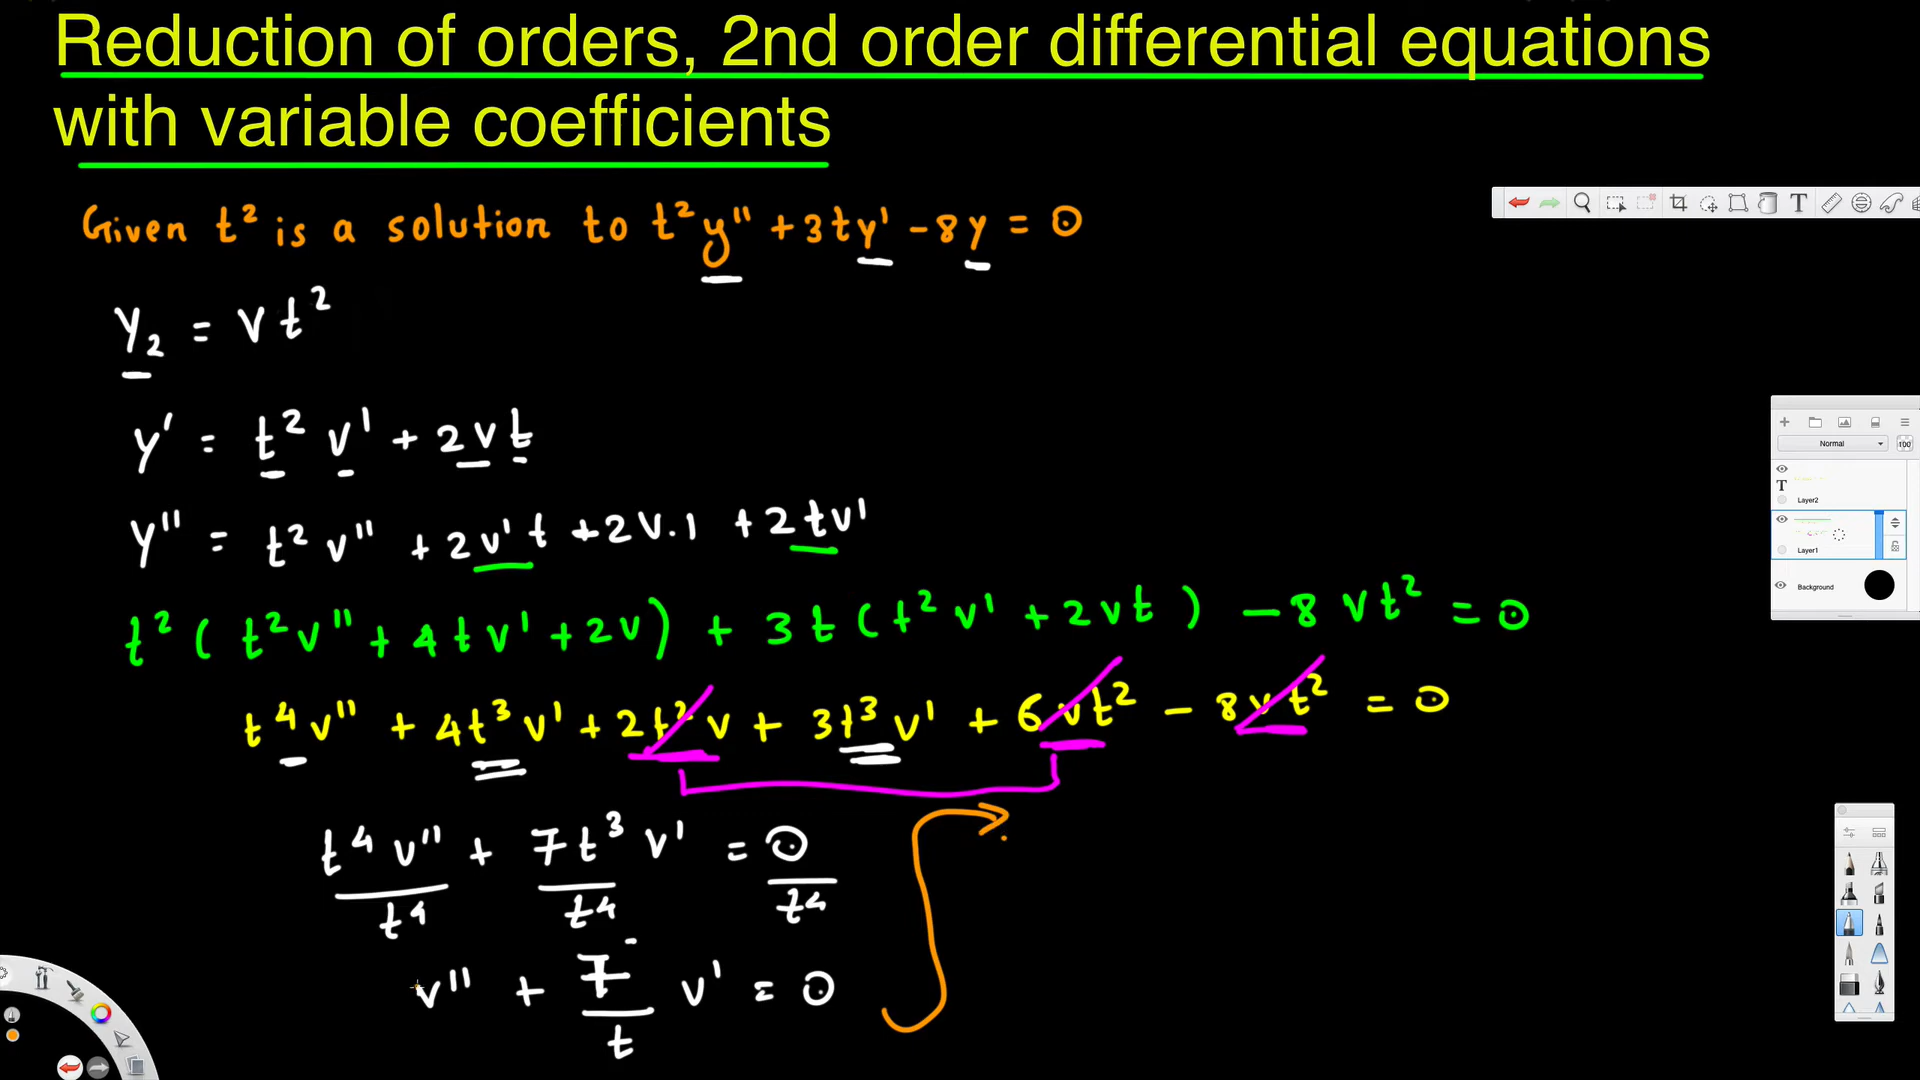 Reduction of orders, 2nd order differential equations
with variable coefficients
Given t² is a solution to t²y'' + 3ty' - 8y = 0
y₂ = vt²
y' = t²v' + 2vt
y'' = t²v'' + 2v't + 2v.1 + 2tv'
t²(t²v'' + 4tv' + 2v) + 3t(t²v' + 2vt) - 8vt² = 0
t⁴v'' + 4t³v' + 2t²v + 3t³v' + 6vt² - 8vt² = 0
t⁴v''/t⁴ + 7t³/t⁴ v' = 0/t⁴
v'' + 7/t v' = 0
T
Normal
100
T
Layer2
Layer1
Background